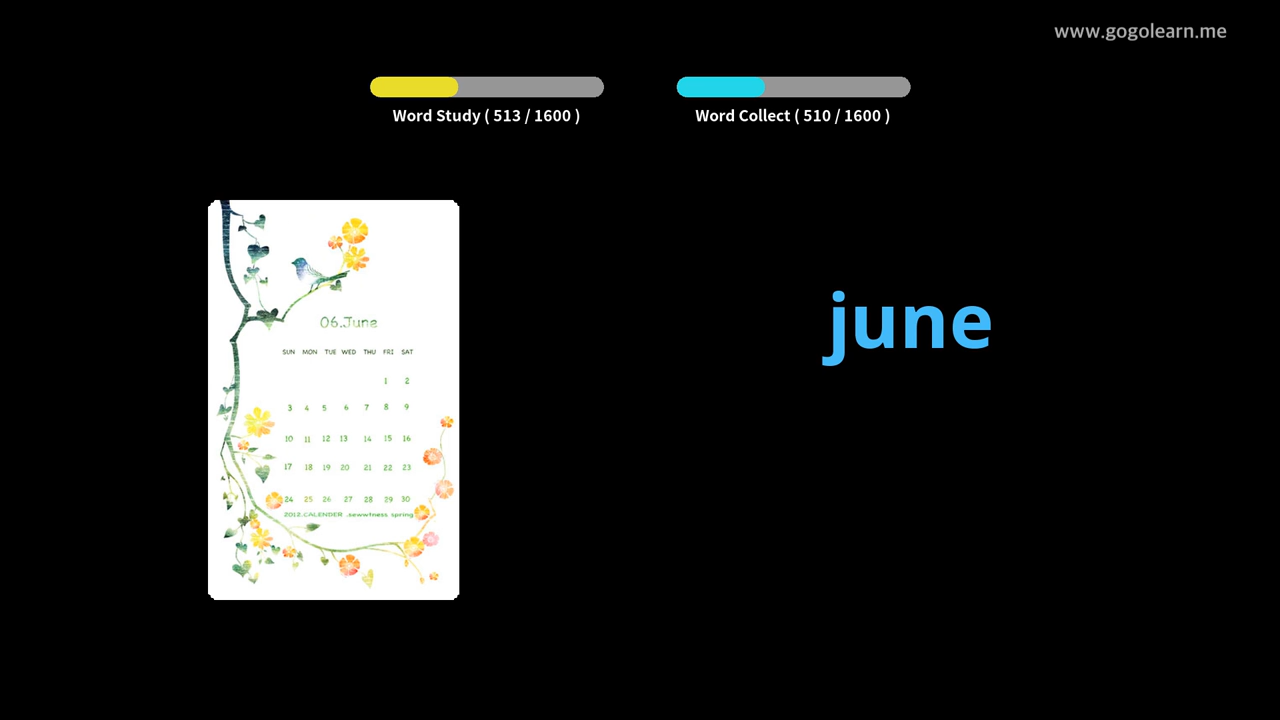 www.gogolearn.me
Word Study ( 513 / 1600 )
Word Collect ( 510 / 1600 )
06.June
SUN MON TUE WED THU FRI SAT
1 2
3 4 5 6 7 8 9
10 11 12 13 14 15 16
17 18 19 20 21 22 23
24 25 26 27 28 29 30
2012.CALENDER .sewwtness spring
june